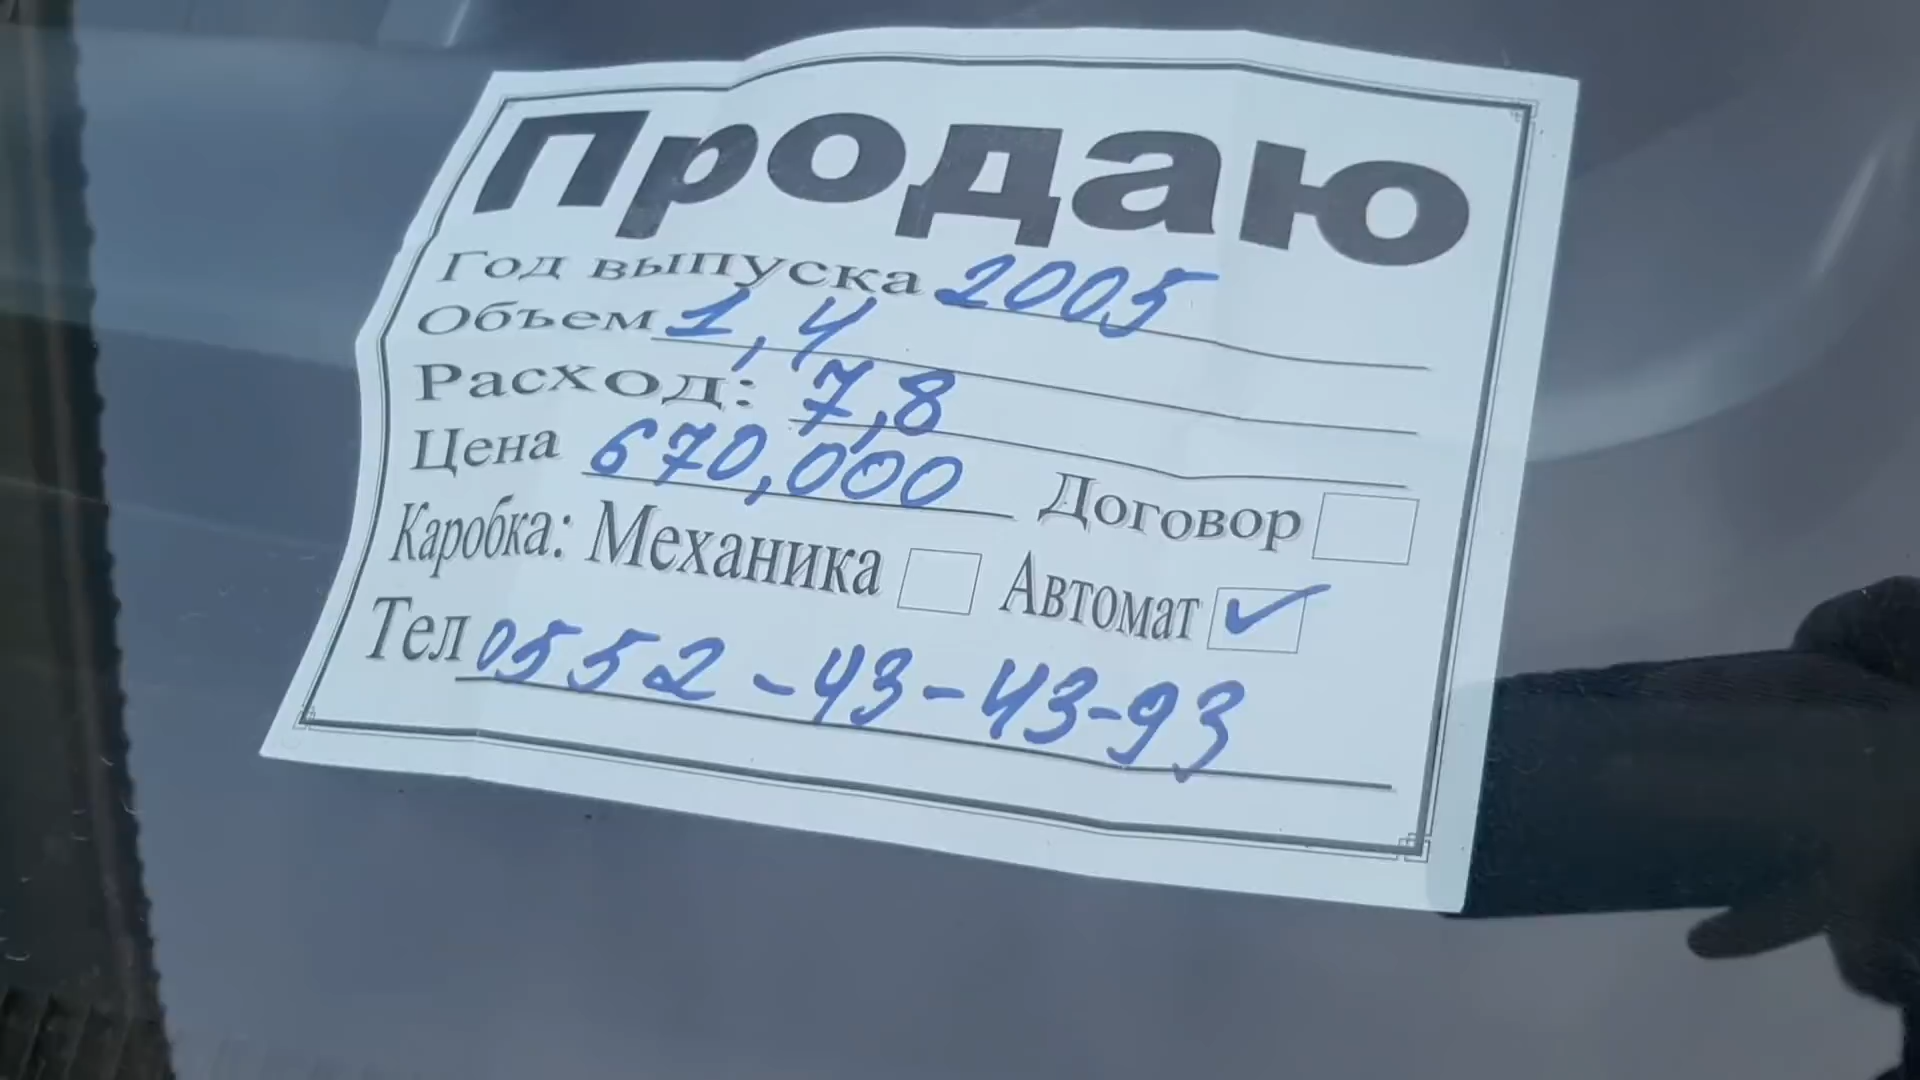 Продаю
Год выпуска 2005
Объем 1,4
Расход: 7,8
Цена 670,000 Договор
Каробка: Механика Автомат ✓
Тел 0552-43-43-93